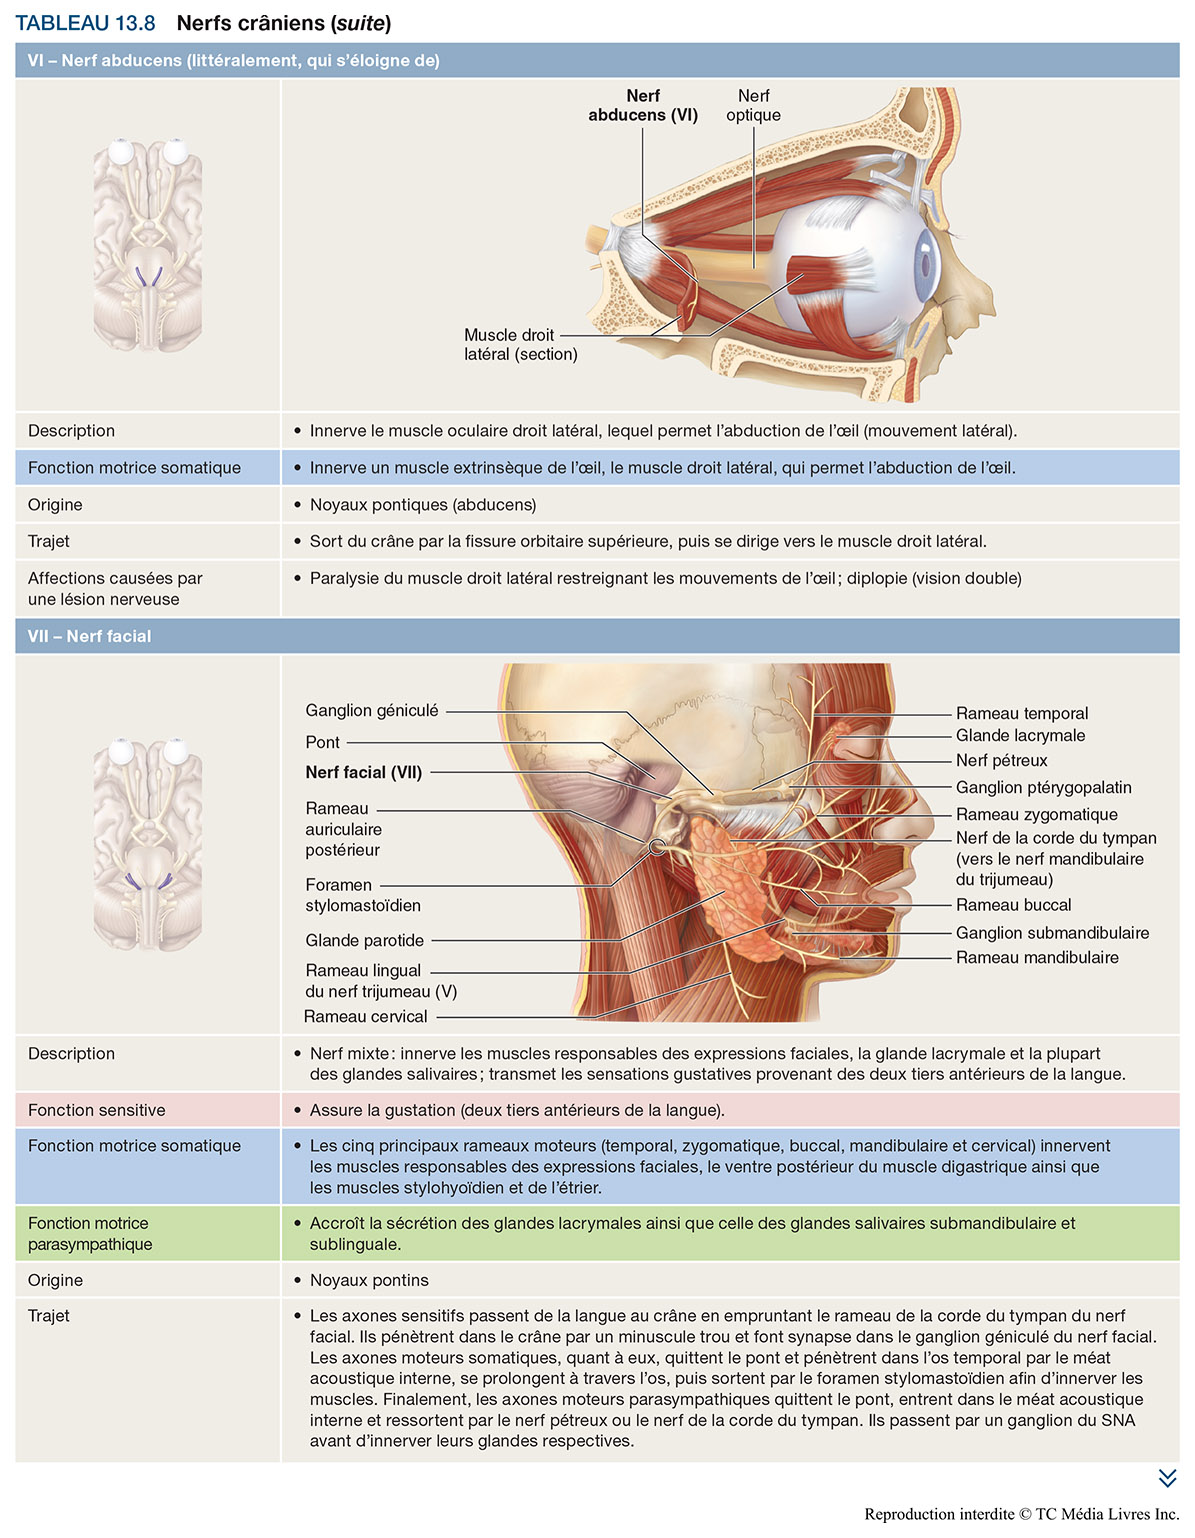 TABLEAU 13.8 Nerfs crâniens (suite)
VI – Nerf abducens (littéralement, qui s’éloigne de)
Nerf
abducens (VI)
Nerf
optique
Muscle droit
latéral (section)
Description
• Innerve le muscle oculaire droit latéral, lequel permet l’abduction de l’œil (mouvement latéral).
Fonction motrice somatique
• Innerve un muscle extrinsèque de l’œil, le muscle droit latéral, qui permet l’abduction de l’œil.
Origine
• Noyaux pontiques (abducens)
Trajet
• Sort du crâne par la fissure orbitaire supérieure, puis se dirige vers le muscle droit latéral.
Affections causées par
une lésion nerveuse
• Paralysie du muscle droit latéral restreignant les mouvements de l’œil ; diplopie (vision double)
VII – Nerf facial
Ganglion géniculé
Pont
Nerf facial (VII)
Rameau
auriculaire
postérieur
Foramen
stylomastoïdien
Glande parotide
Rameau lingual
du nerf trijumeau (V)
Rameau cervical
Rameau temporal
Glande lacrymale
Nerf pétreux
Ganglion ptérygopalatin
Rameau zygomatique
Nerf de la corde du tympan
(vers le nerf mandibulaire
du trijumeau)
Rameau buccal
Ganglion submandibulaire
Rameau mandibulaire
Description
• Nerf mixte : innerve les muscles responsables des expressions faciales, la glande lacrymale et la plupart
des glandes salivaires ; transmet les sensations gustatives provenant des deux tiers antérieurs de la langue.
Fonction sensitive
• Assure la gustation (deux tiers antérieurs de la langue).
Fonction motrice somatique
• Les cinq principaux rameaux moteurs (temporal, zygomatique, buccal, mandibulaire et cervical) innervent
les muscles responsables des expressions faciales, le ventre postérieur du muscle digastrique ainsi que
les muscles stylohyoïdien et de l’étrier.
Fonction motrice
parasympathique
• Accroît la sécrétion des glandes lacrymales ainsi que celle des glandes salivaires submandibulaire et
sublinguale.
Origine
• Noyaux pontins
Trajet
• Les axones sensitifs passent de la langue au crâne en empruntant le rameau de la corde du tympan du nerf
facial. Ils pénètrent dans le crâne par un minuscule trou et font synapse dans le ganglion géniculé du nerf facial.
Les axones moteurs somatiques, quant à eux, quittent le pont et pénètrent dans l’os temporal par le méat
acoustique interne, se prolongent à travers l’os, puis sortent par le foramen stylomastoïdien afin d’innerver les
muscles. Finalement, les axones moteurs parasympathiques quittent le pont, entrent dans le méat acoustique
interne et ressortent par le nerf pétreux ou le nerf de la corde du tympan. Ils passent par un ganglion du SNA
avant d’innerver leurs glandes respectives.
Reproduction interdite © TC Média Livres Inc.